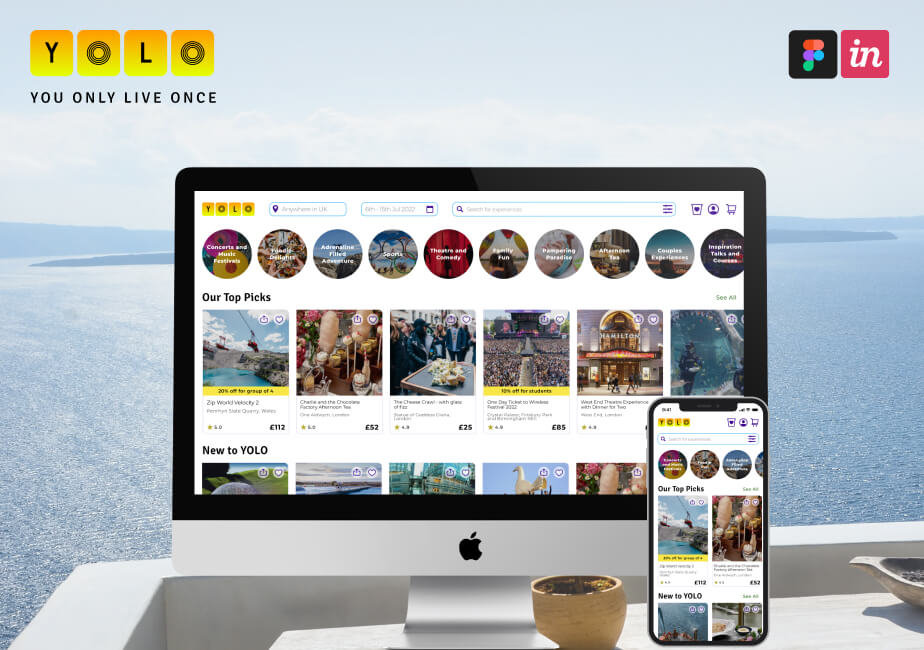 YOLO
in
YOU ONLY LIVE ONCE
YOLO
Anywhere in UK
6th - 15th Jul 2022
Search for experiences
Concerts and
Music
Festivals
Foodie
Delights
Adrenaline
Filled
Adventure
Sports
Theatre and
Comedy
Family
Fun
Pampering
Paradise
Afternoon
Tea
Couples
Experiences
Inspiration
Talks and
Courses
Our Top Picks
See All
HAMILTON
20% off for group of 4
10% off for students
Zip World Velocity 2
Penrhyn Slate Quarry, Wales
5.0
£112
Charlie and the Chocolate
Factory Afternoon Tea
One Aldwych, London
5.0
£52
The Cheese Crawl - with glass
of fizz
London
4.9
£25
One Day Ticket to Wireless
Festival 2022
Crystal Palace, Finsbury Park
and Birmingham NEC
4.9
£85
West End Theatre Experience
with Dinner for Two
West End, London
4.9
New to YOLO
9:41
YOLO
Search for experiences
Concerts
and Music
Festivals
Adrenaline
Filled
Adventure
Our Top Picks
See All
20% off for group of 4
Zip World Velocity 2
Penrhyn Slate Quarry,
Wales
£112
Charlie and the Chocolate
Factory Afternoon Tea
One Aldwych, London
£52
New to YOLO
See All